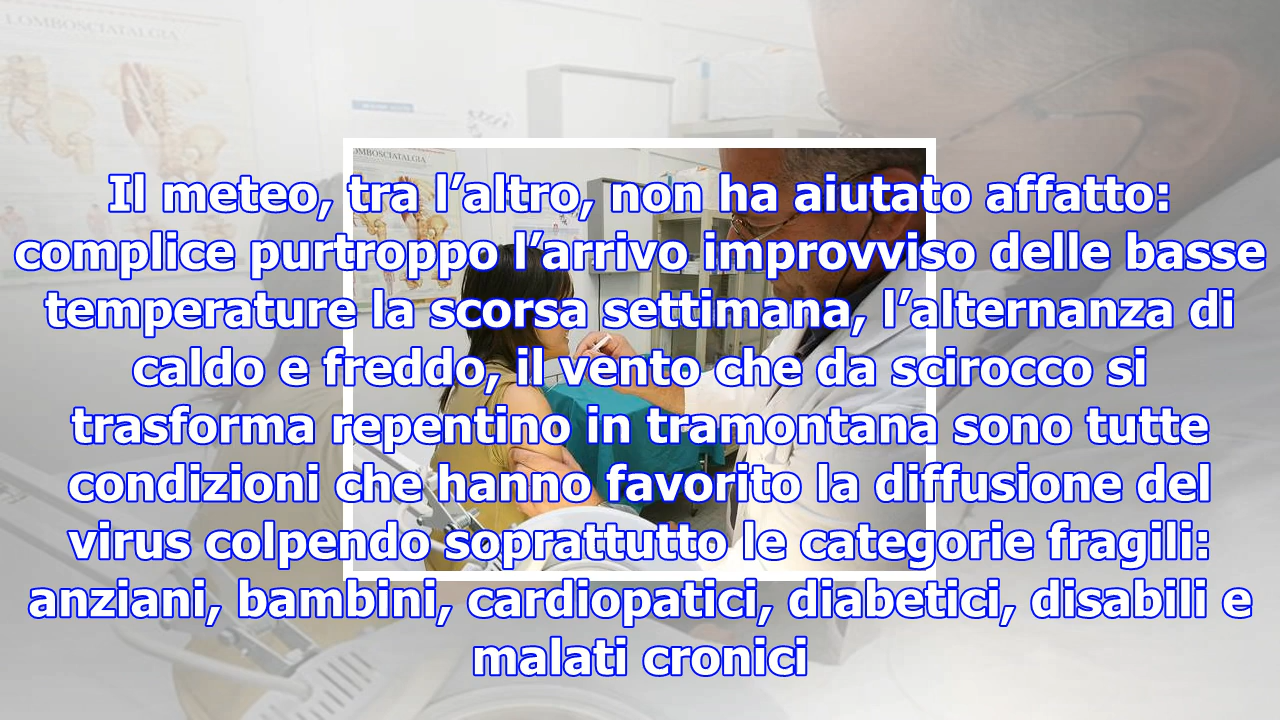 LOMBOSCIATALGIA
OMBOSCIATALGIA
Il meteo, tra l’altro, non ha aiutato affatto:
complice purtroppo l’arrivo improvviso delle basse
temperature la scorsa settimana, l’alternanza di
caldo e freddo, il vento che da scirocco si
trasforma repentino in tramontana sono tutte
condizioni che hanno favorito la diffusione del
virus colpendo soprattutto le categorie fragili:
anziani, bambini, cardiopatici, diabetici, disabili e
malati cronici